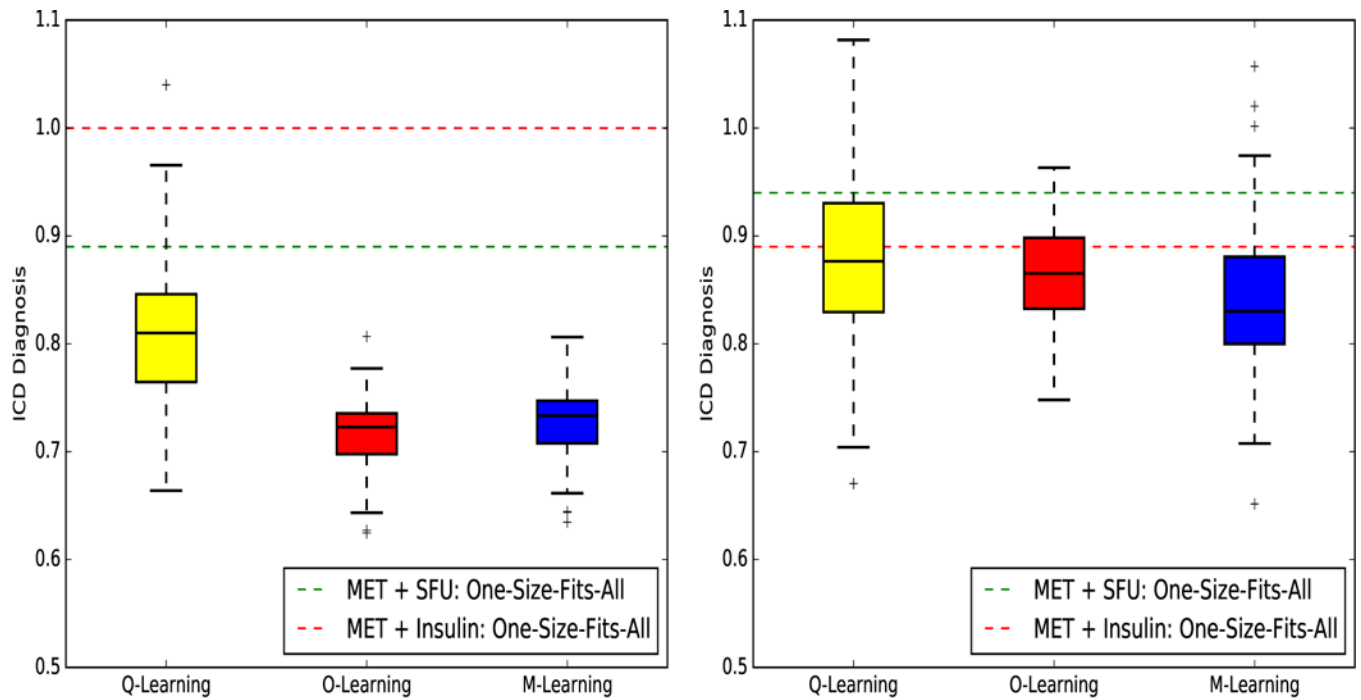 1.1
1.0
0.9
0.8
0.7
0.6
0.5
ICD Diagnosis
Q-Learning
O-Learning
M-Learning
MET + SFU: One-Size-Fits-All
MET + Insulin: One-Size-Fits-All
1.1
1.0
0.9
0.8
0.7
0.6
0.5
ICD Diagnosis
Q-Learning
O-Learning
M-Learning
MET + SFU: One-Size-Fits-All
MET + Insulin: One-Size-Fits-All